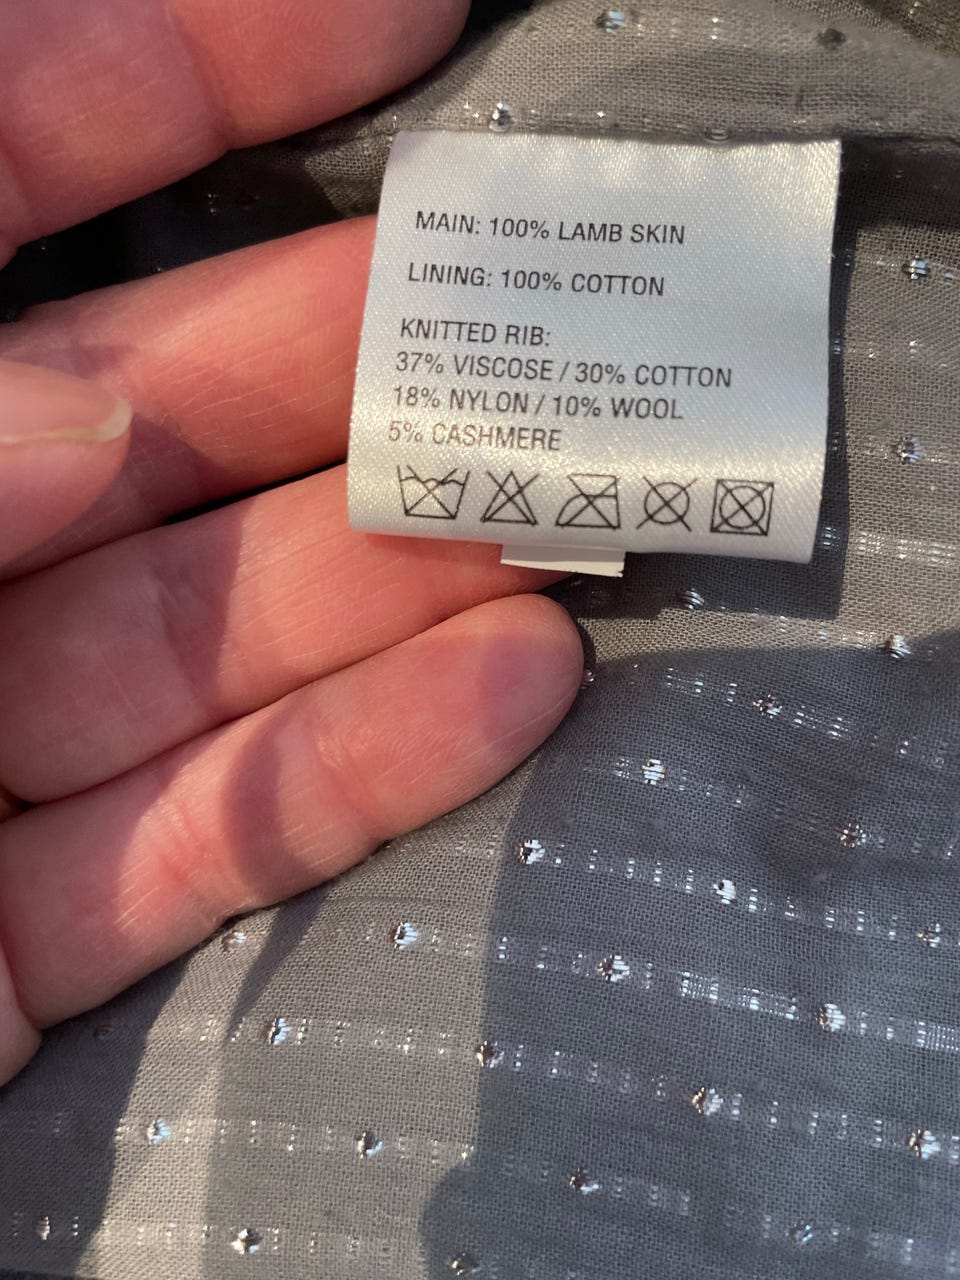 MAIN: 100% LAMB SKIN
LINING: 100% COTTON
KNITTED RIB:
37% VISCOSE / 30% COTTON
18% NYLON / 10% WOOL
5% CASHMERE